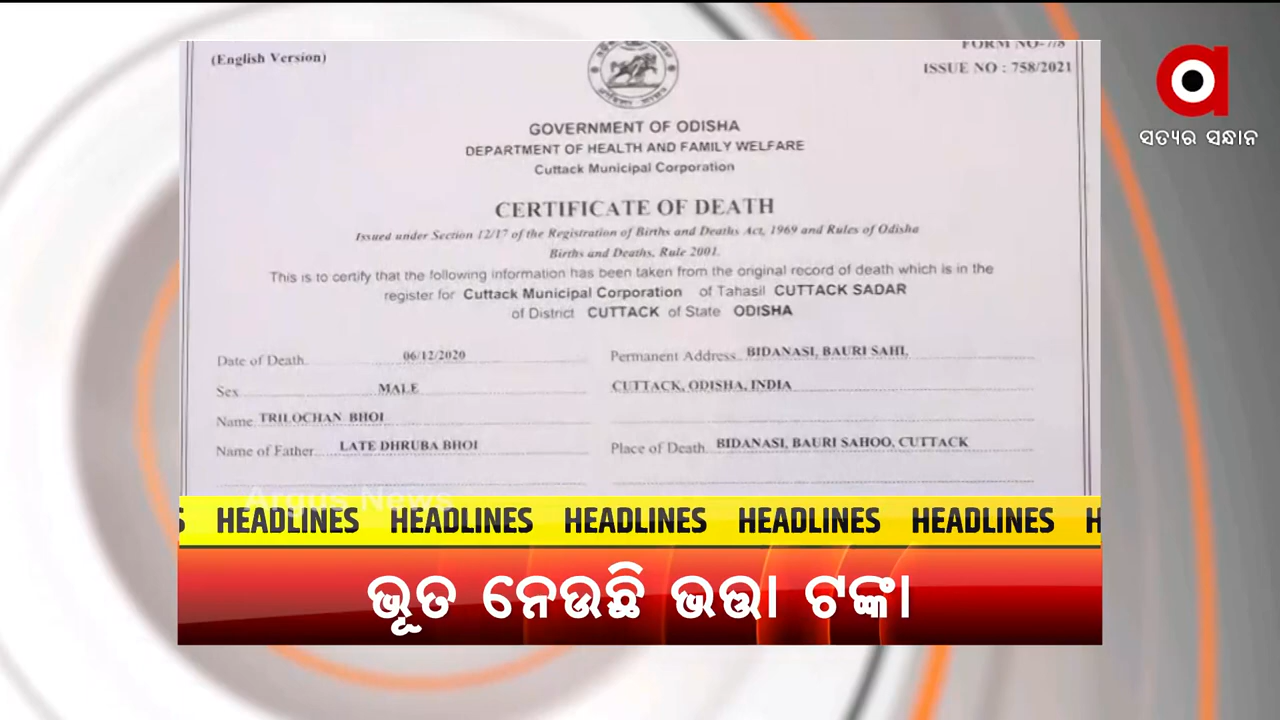 (English Version)
FORM NO-7/8
ISSUE NO : 758/2021
GOVERNMENT OF ODISHA
DEPARTMENT OF HEALTH AND FAMILY WELFARE
Cuttack Municipal Corporation
CERTIFICATE OF DEATH
Issued under Section 12/17 of the Registration of Births and Deaths Act, 1969 and Rules of Odisha
Births and Deaths, Rule 2001.
This is to certify that the following information has been taken from the original record of death which is in the
register for Cuttack Municipal Corporation of Tahasil CUTTACK SADAR
of District CUTTACK of State ODISHA
Date of Death 06/12/2020
Sex MALE
Name TRILOCHAN BHOI
Name of Father LATE DHRUBA BHOI
Permanent Address BIDANASI, BAURI SAHI,
CUTTACK, ODISHA, INDIA
Place of Death BIDANASI, BAURI SAHOO, CUTTACK
Argus News
HEADLINES HEADLINES HEADLINES HEADLINES HEADLINES
ଭୂତ ନେଉଛି ଭତ୍ତା ଟଙ୍କା
ସତ୍ୟର ସନ୍ଧାନ